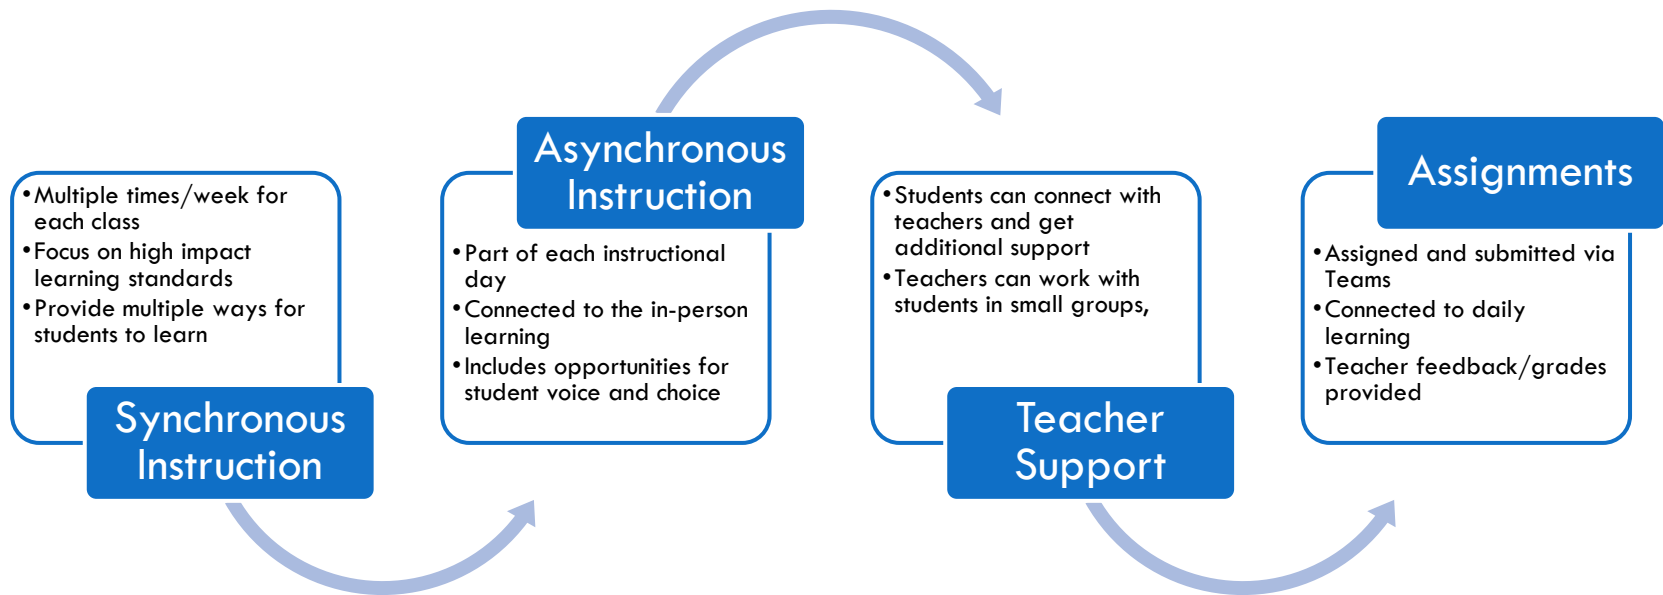 • Multiple times/week for
each class
• Focus on high impact
learning standards
• Provide multiple ways for
students to learn
Synchronous
Instruction
Asynchronous
Instruction
• Part of each instructional
day
• Connected to the in-person
learning
• Includes opportunities for
student voice and choice
• Students can connect with
teachers and get
additional support
• Teachers can work with
students in small groups,
Teacher
Support
Assignments
• Assigned and submitted via
Teams
• Connected to daily
learning
• Teacher feedback/grades
provided